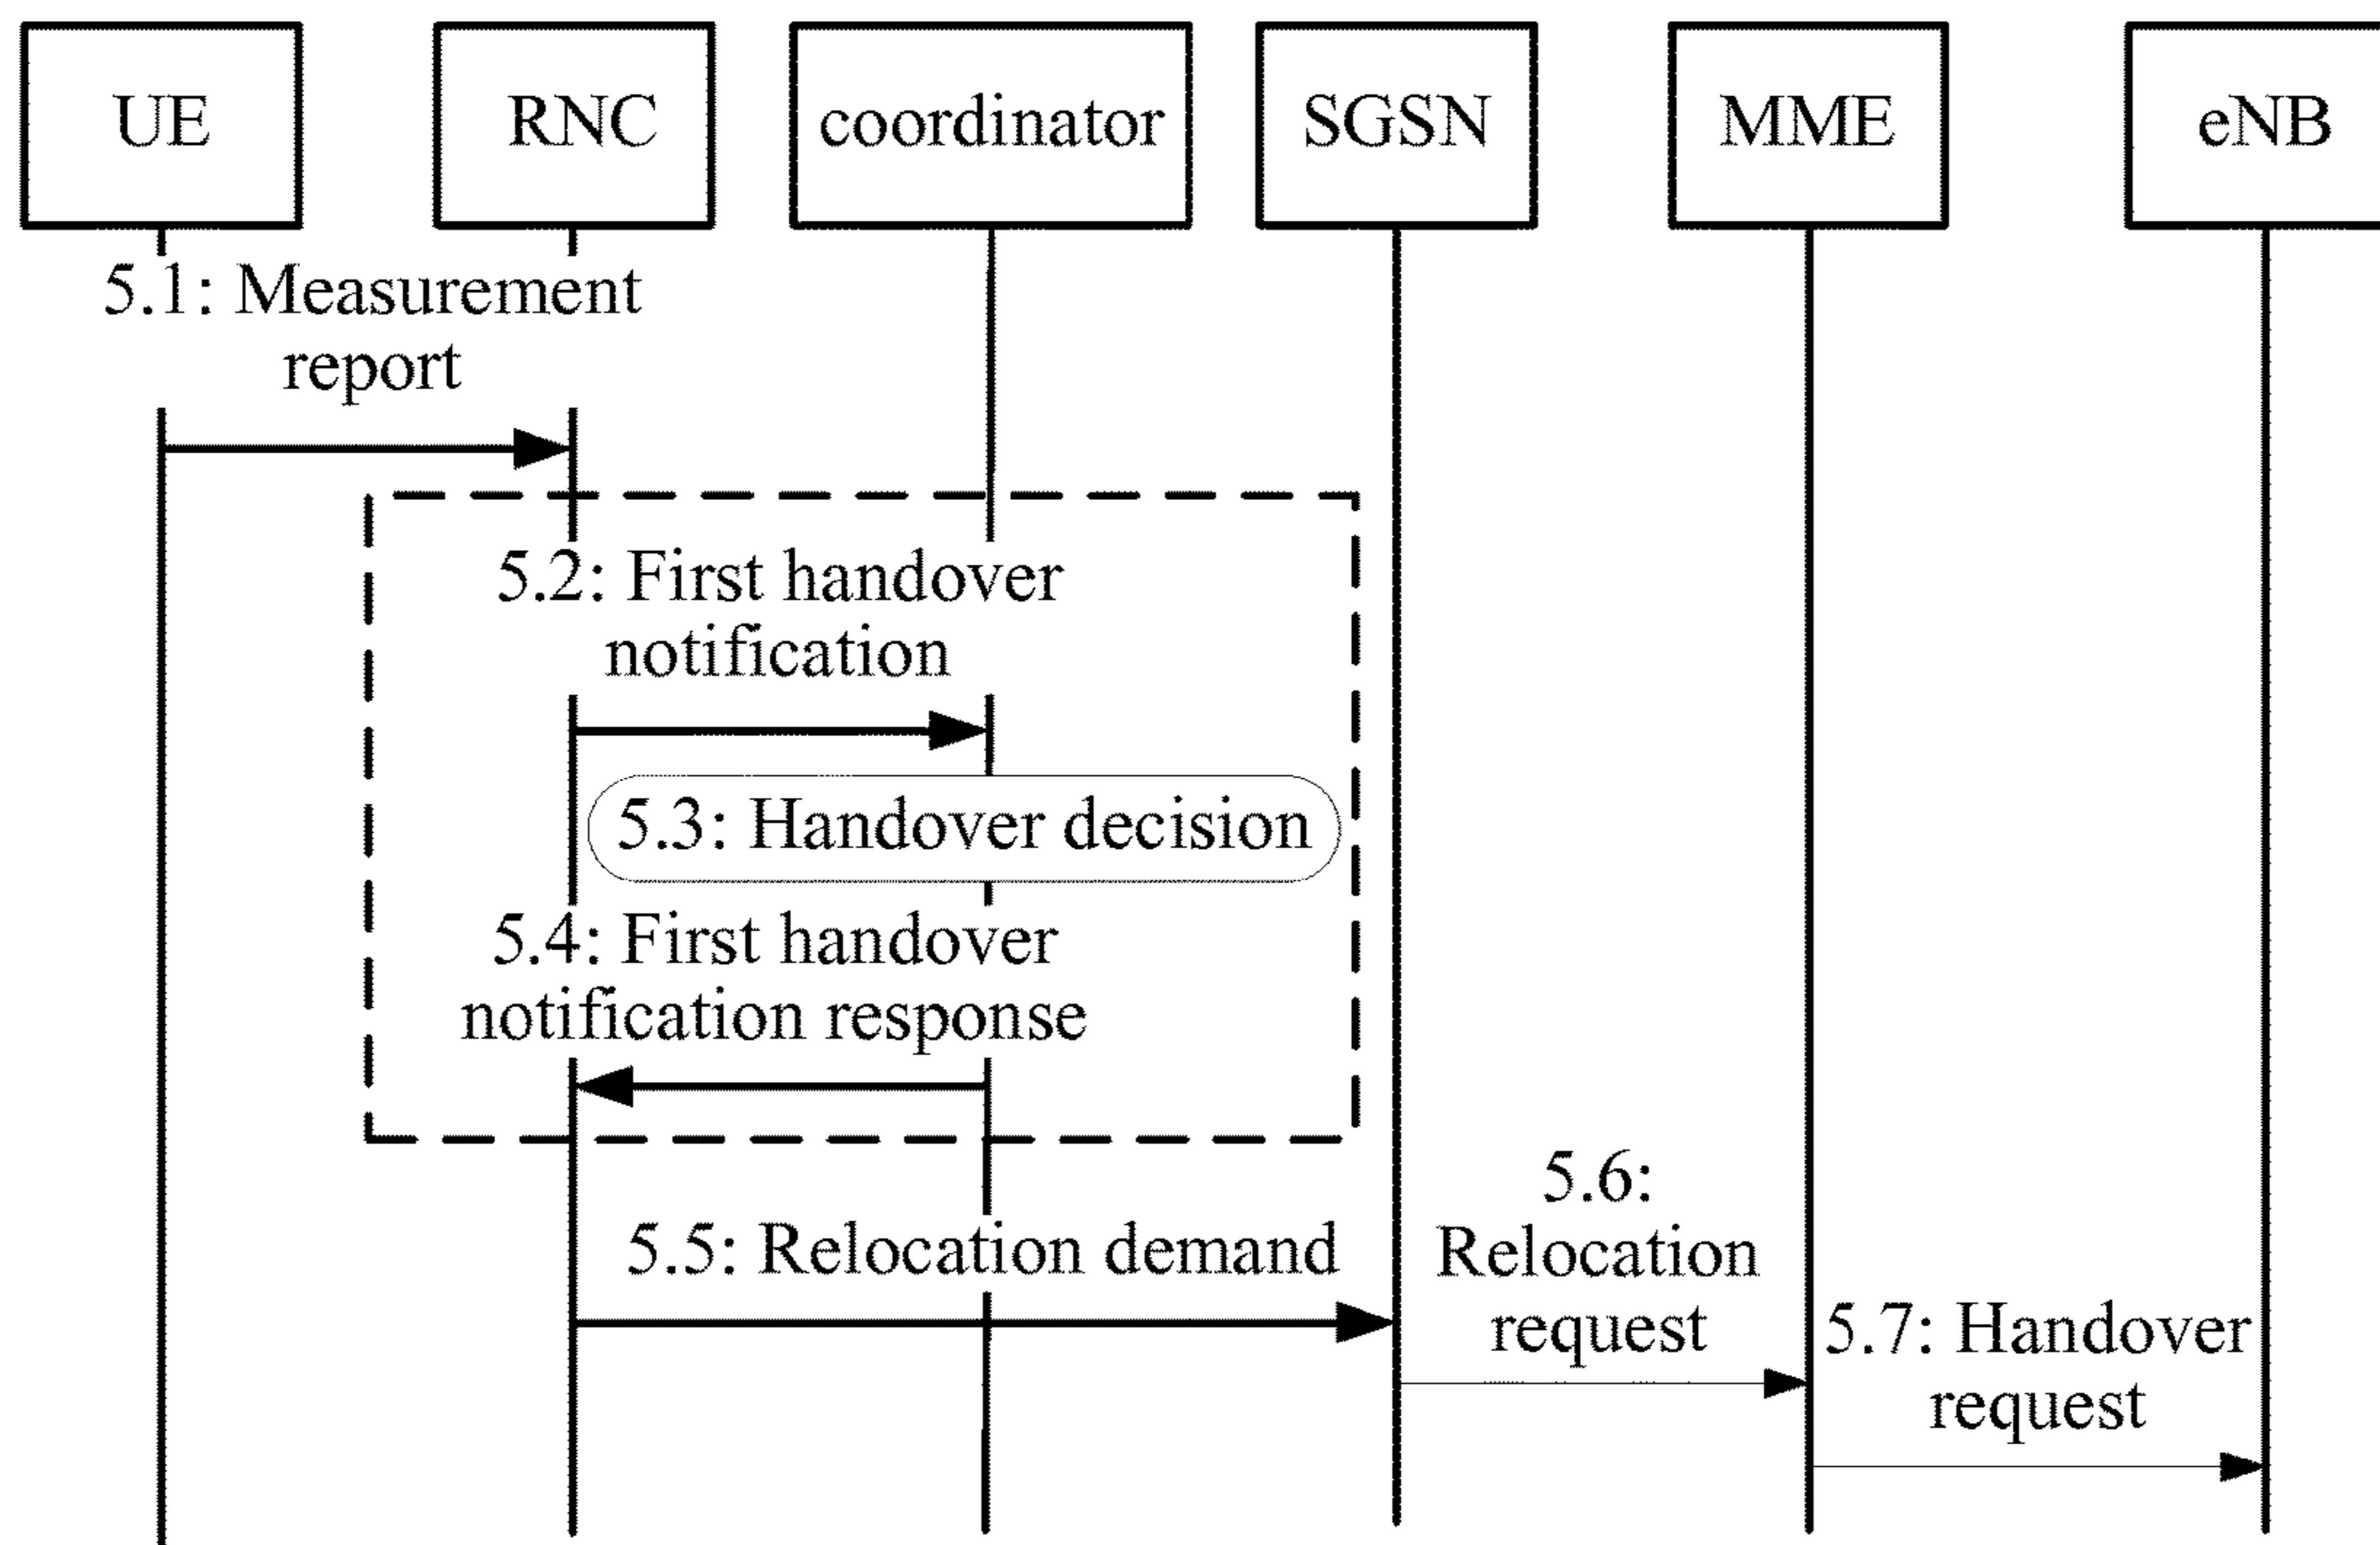 UE
RNC
coordinator
SGSN
MME
eNB
5.1: Measurement
report
5.2: First handover
notification
5.3: Handover decision
5.4: First handover
notification response
5.5: Relocation demand
5.6:
Relocation
request
5.7: Handover
request